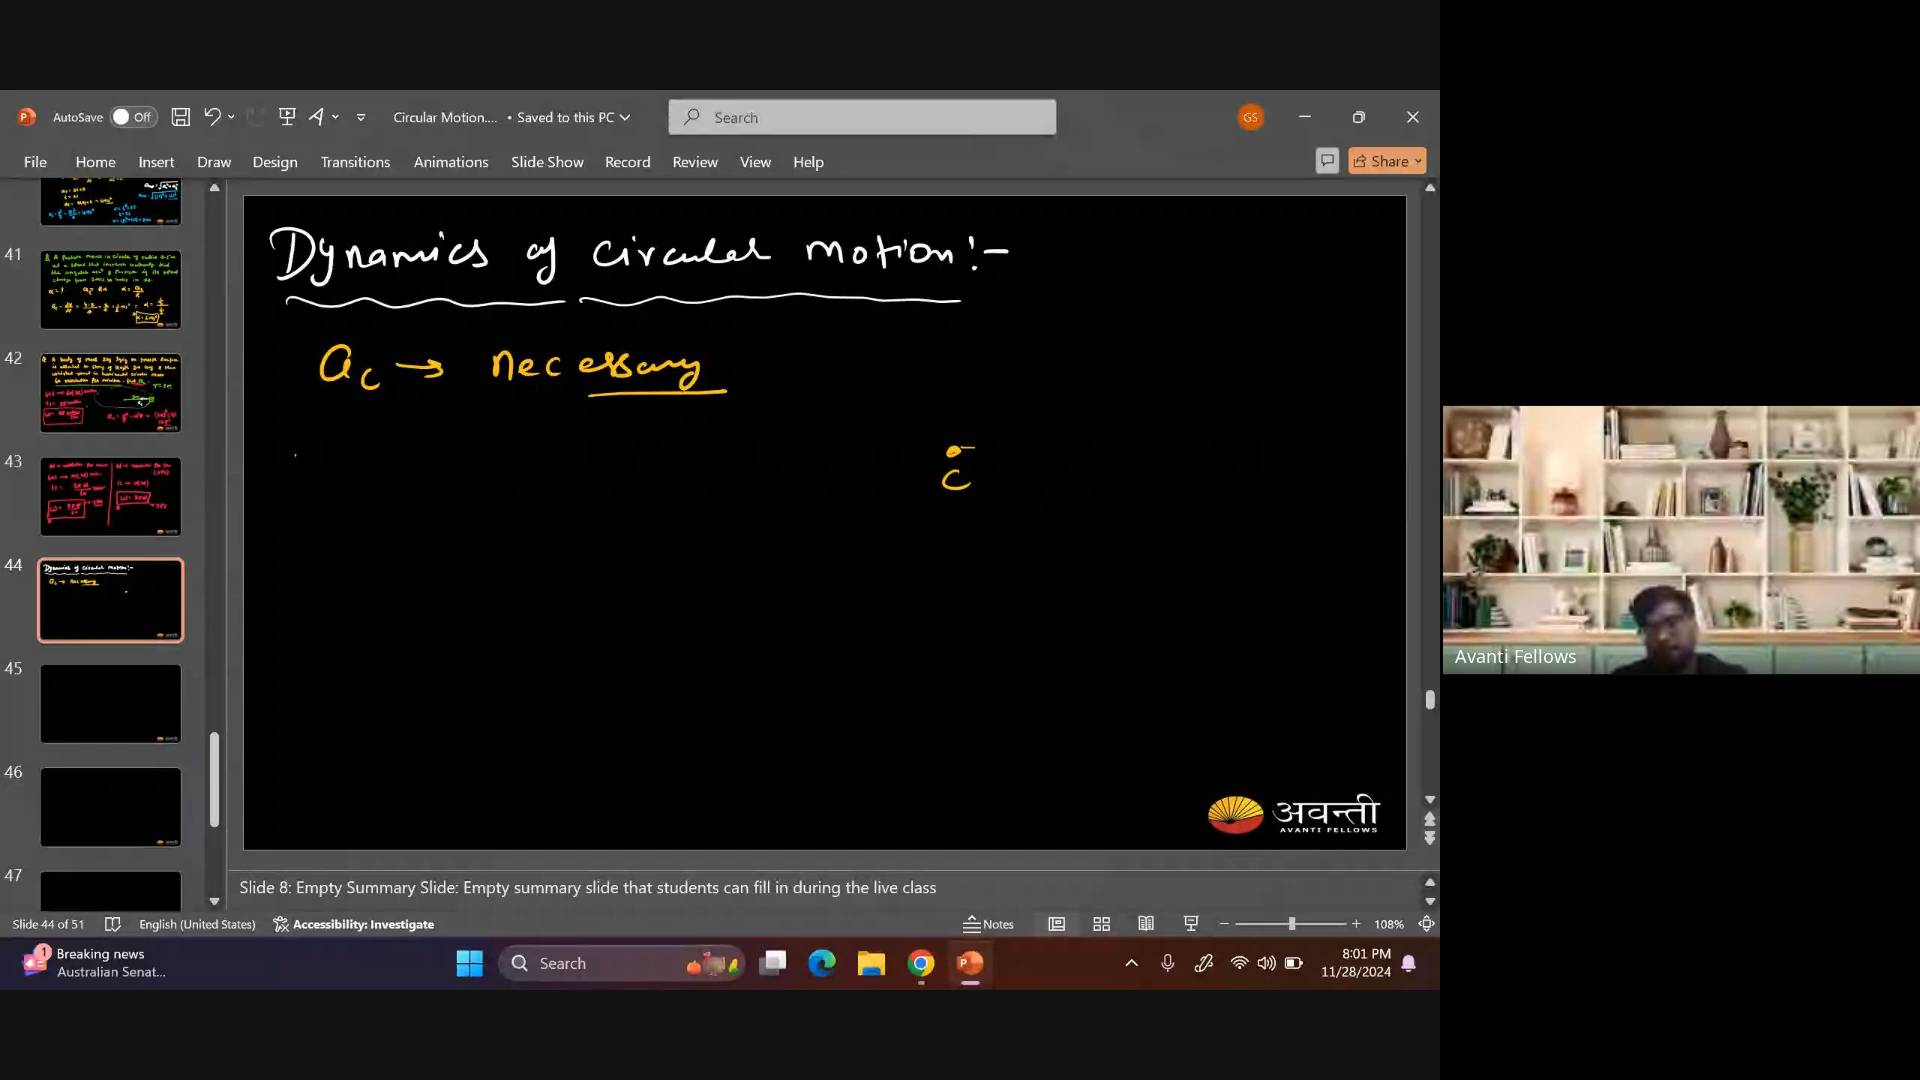 AutoSave Off Circular Motion.... • Saved to this PC Search GS
File Home Insert Draw Design Transitions Animations Slide Show Record Review View Help Share
41
42
43
44
45
46
47
Dynamics of circular motion:-
ac → necessary
C
अवन्ती
AVANTI FELLOWS
Slide 8: Empty Summary Slide: Empty summary slide that students can fill in during the live class
Slide 44 of 51 English (United States) Accessibility: Investigate Notes 108%
1 Breaking news
Australian Senat...
Search
8:01 PM
11/28/2024
Avanti Fellows